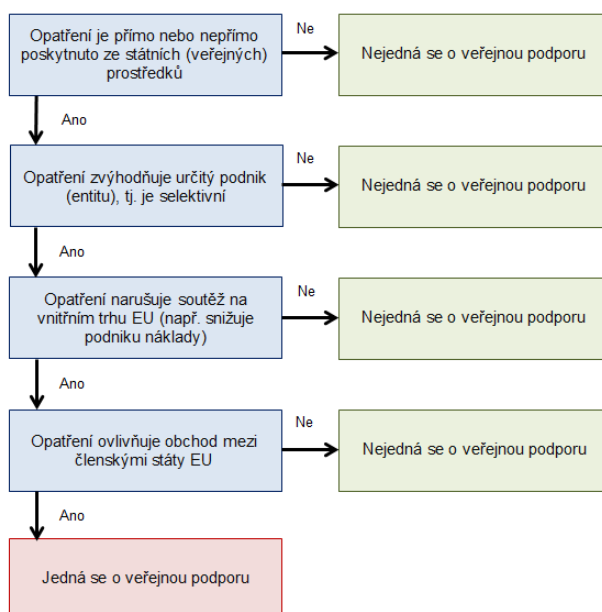 Opatření je přímo nebo nepřímo
poskytnuto ze státních (veřejných)
prostředků
Ne
Nejedná se o veřejnou podporu
Ano
Opatření zvýhodňuje určitý podnik
(entitu), tj. je selektivní
Ne
Nejedná se o veřejnou podporu
Ano
Opatření narušuje soutěž na
vnitřním trhu EU (např. snižuje
podniku náklady)
Ne
Nejedná se o veřejnou podporu
Ano
Opatření ovlivňuje obchod mezi
členskými státy EU
Ne
Nejedná se o veřejnou podporu
Ano
Jedná se o veřejnou podporu